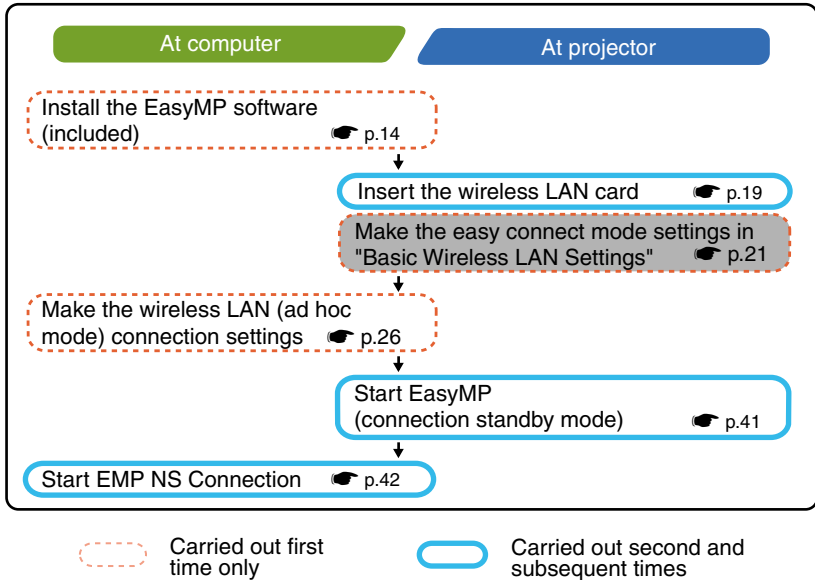 At computer
At projector
Install the EasyMP software
(included) p.14
Insert the wireless LAN card p.19
Make the easy connect mode settings in
"Basic Wireless LAN Settings" p.21
Make the wireless LAN (ad hoc
mode) connection settings p.26
Start EasyMP
(connection standby mode) p.41
Start EMP NS Connection p.42
Carried out first
time only
Carried out second and
subsequent times